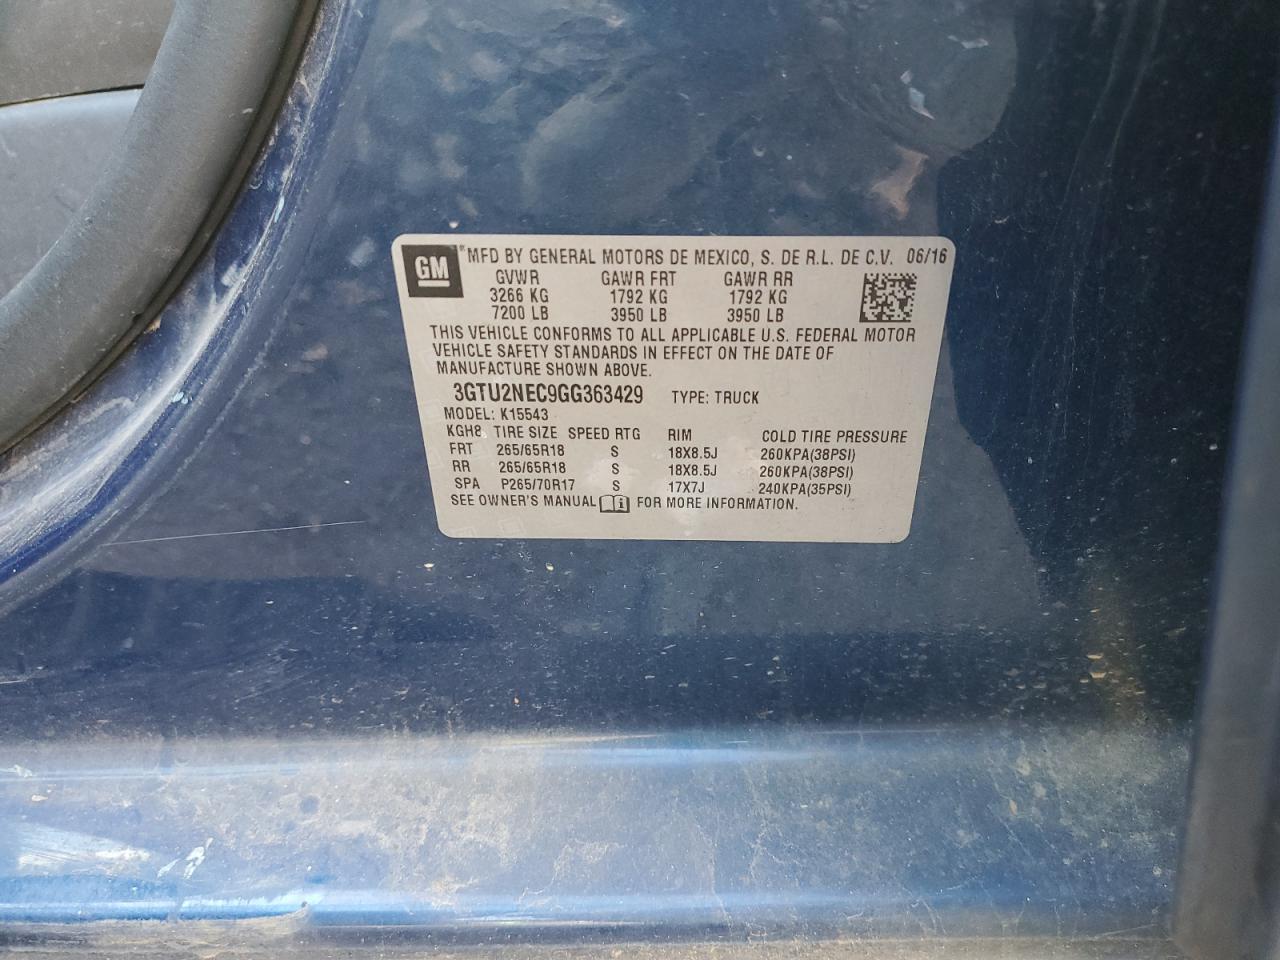 GM ® MFD BY GENERAL MOTORS DE MEXICO, S. DE R.L. DE C.V. 06/16
GVWR GAWR FRT GAWR RR
3266 KG 1792 KG 1792 KG
7200 LB 3950 LB 3950 LB
THIS VEHICLE CONFORMS TO ALL APPLICABLE U.S. FEDERAL MOTOR
VEHICLE SAFETY STANDARDS IN EFFECT ON THE DATE OF
MANUFACTURE SHOWN ABOVE.
3GTU2NEC9GG363429 TYPE: TRUCK
MODEL: K15543
KGH8 TIRE SIZE SPEED RTG RIM COLD TIRE PRESSURE
FRT 265/65R18 S 18X8.5J 260KPA(38PSI)
RR 265/65R18 S 18X8.5J 260KPA(38PSI)
SPA P265/70R17 S 17X7J 240KPA(35PSI)
SEE OWNER'S MANUAL FOR MORE INFORMATION.